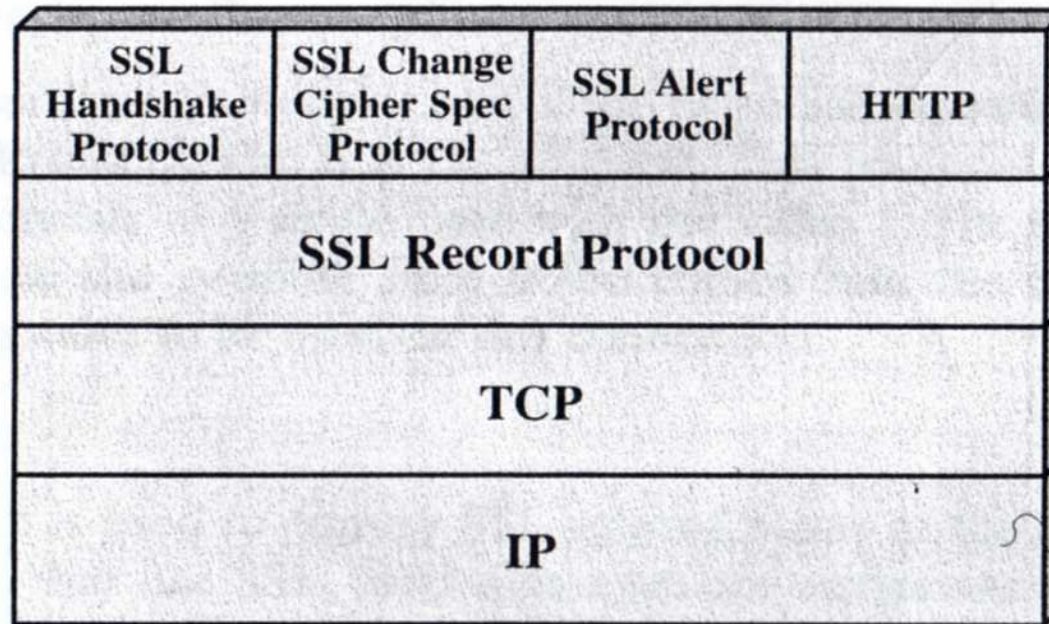 SSL
Handshake
Protocol
SSL Change
Cipher Spec
Protocol
SSL Alert
Protocol
HTTP
SSL Record Protocol
TCP
IP